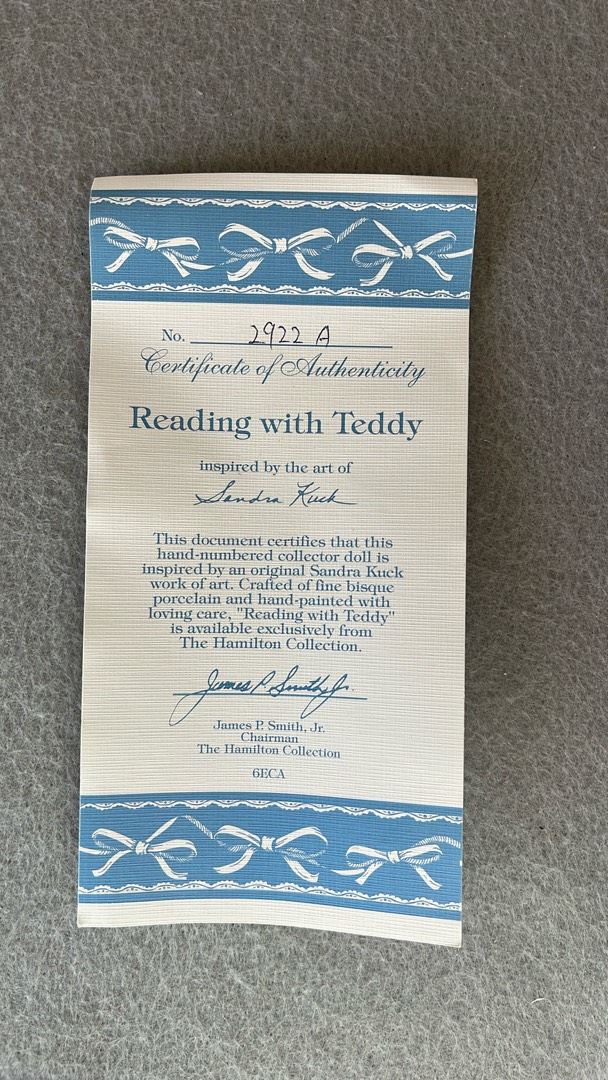 No. 2922 A
Certificate of Authenticity
Reading with Teddy
inspired by the art of
Sandra Kuck
This document certifies that this
hand-numbered collector doll is
inspired by an original Sandra Kuck
work of art. Crafted of fine bisque
porcelain and hand-painted with
loving care, "Reading with Teddy"
is available exclusively from
The Hamilton Collection.
James P. Smith, Jr.
James P. Smith, Jr.
Chairman
The Hamilton Collection
6ECA